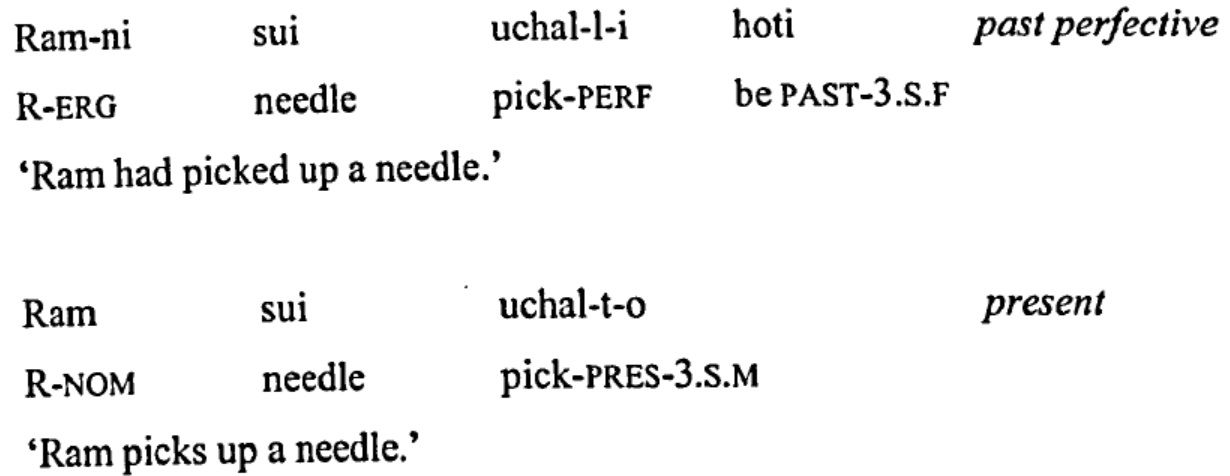 Ram-ni sui uchal-l-i hoti past perfective
R-ERG needle pick-PERF be PAST-3.S.F
‘Ram had picked up a needle.’
Ram sui uchal-t-o present
R-NOM needle pick-PRES-3.S.M
‘Ram picks up a needle.’